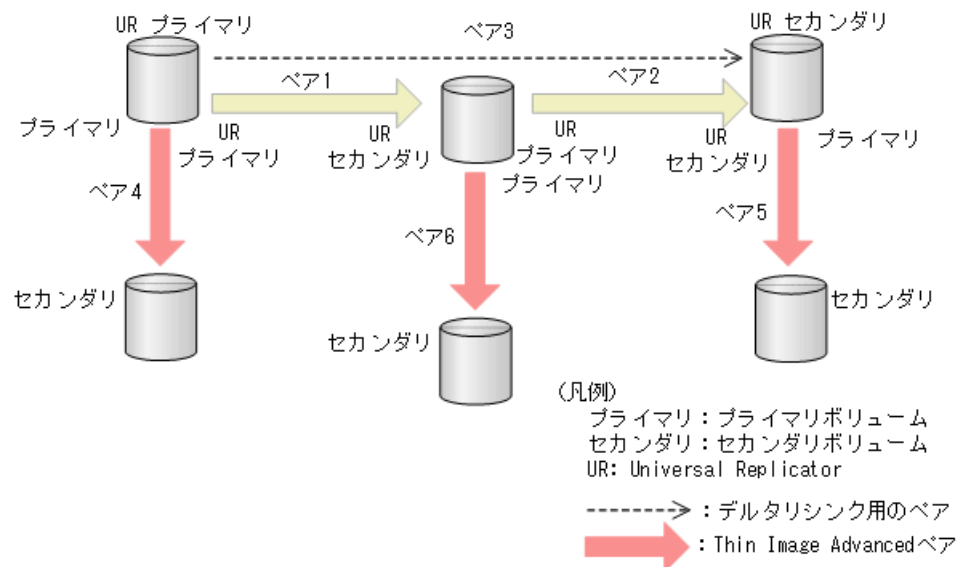 UR プライマリ
ペア3
UR セカンダリ
ペア1
ペア2
プライマリ
UR
プライマリ
UR
セカンダリ
プライマリ
プライマリ
UR
プライマリ
UR
セカンダリ
プライマリ
ペア4
ペア6
ペア5
セカンダリ
セカンダリ
セカンダリ
(凡例)
プライマリ：プライマリボリューム
セカンダリ：セカンダリボリューム
UR: Universal Replicator
：デルタリシンク用のペア
：Thin Image Advancedペア